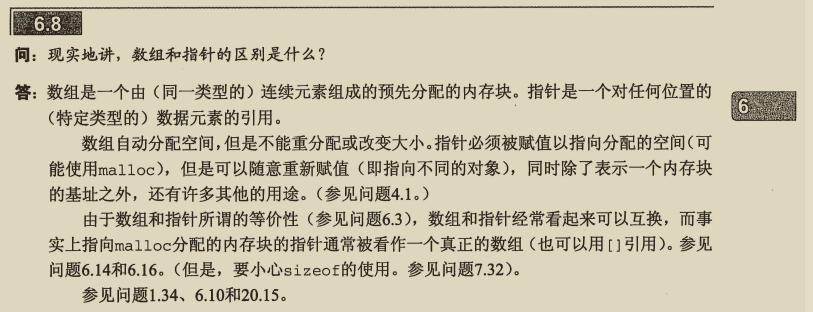 6.8
问：现实地讲，数组和指针的区别是什么？
答：数组是一个由（同一类型的）连续元素组成的预先分配的内存块。指针是一个对任何位置的
（特定类型的）数据元素的引用。
6
数组自动分配空间，但是不能重分配或改变大小。指针必须被赋值以指向分配的空间（可
能使用malloc），但是可以随意重新赋值（即指向不同的对象），同时除了表示一个内存块
的基址之外，还有许多其他的用途。（参见问题4.1。）
由于数组和指针所谓的等价性（参见问题6.3），数组和指针经常看起来可以互换，而事
实上指向malloc分配的内存块的指针通常被看作一个真正的数组（也可以用[]引用）。参见
问题6.14和6.16。（但是，要小心sizeof的使用。参见问题7.32）。
参见问题1.34、6.10和20.15。